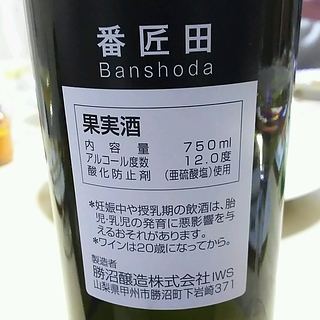 番匠田
Banshoda
果実酒
内容量 750ml
アルコール度数 12.0度
酸化防止剤 (亜硫酸塩)使用
*妊娠中や授乳期の飲酒は、胎
児・乳児の発育に悪影響を与
えるおそれがあります。
*ワインは20歳になってから。
製造者
勝沼醸造株式会社IWS
山梨県甲州市勝沼町下岩崎371